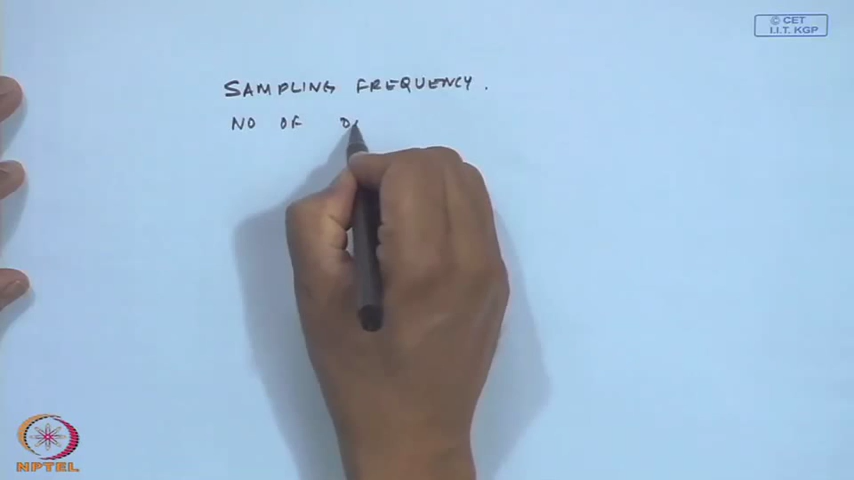 © CET
I.I.T. KGP
SAMPLING FREQUENCY.
NO OF
NPTEL